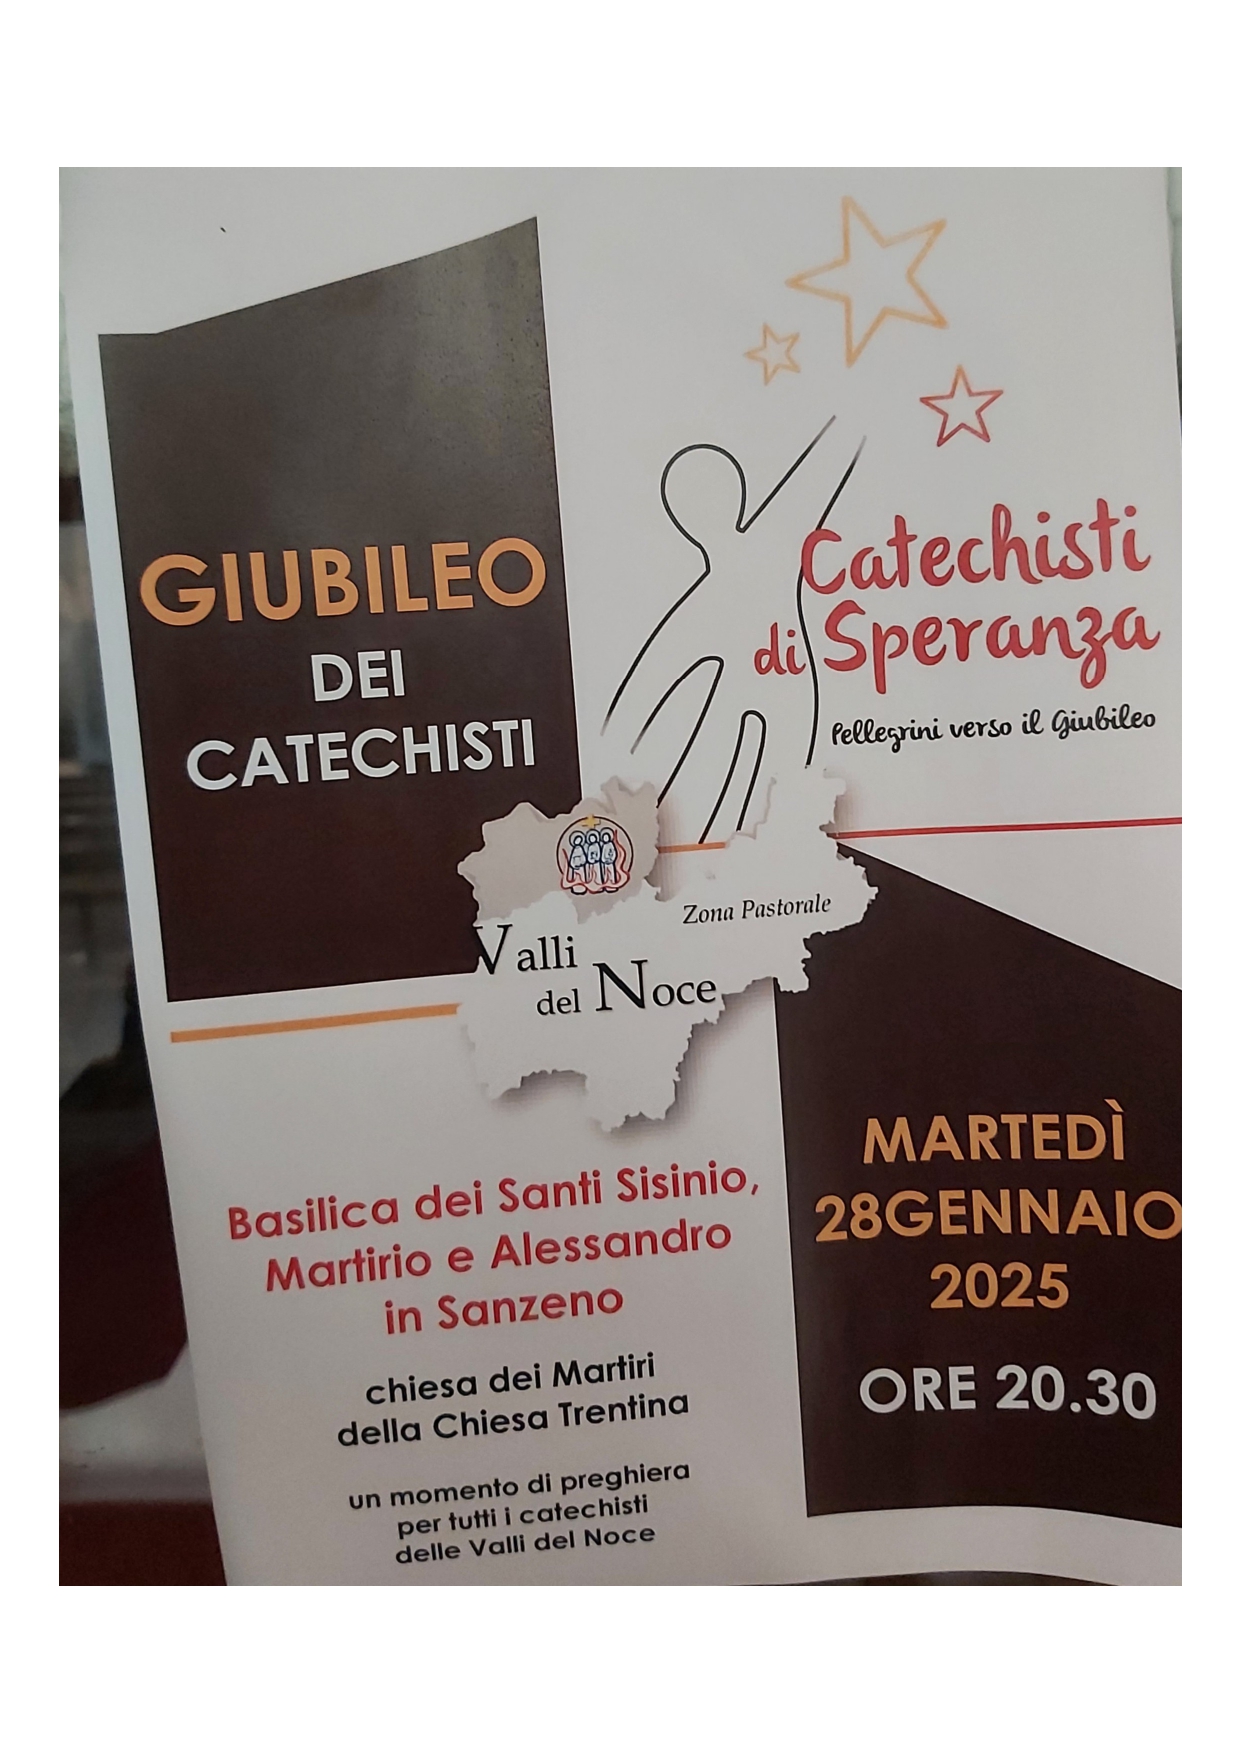 GIUBILEO
DEI
CATECHISTI
Catechisti
di Speranza
Pellegrini verso il Giubileo
Zona Pastorale
Valli
del Noce
Basilica dei Santi Sisinio,
Martirio e Alessandro
in Sanzeno
chiesa dei Martiri
della Chiesa Trentina
un momento di preghiera
per tutti i catechisti
delle Valli del Noce
MARTEDÌ
28GENNAIO
2025
ORE 20.30